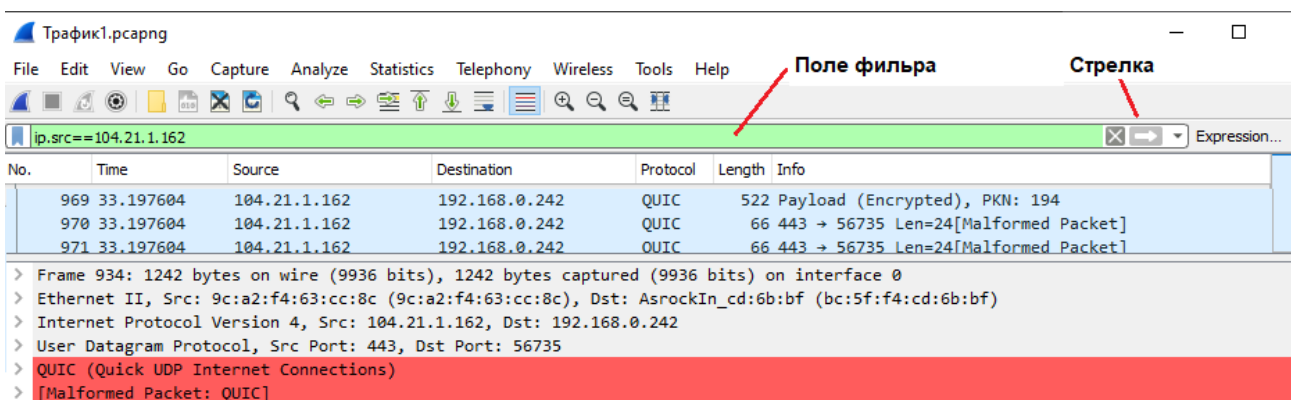 Трафик1.pcapng
File Edit View Go Capture Analyze Statistics Telephony Wireless Tools Help
Поле фильра
Стрелка
ip.src==104.21.1.162
Expression...
No. Time Source Destination Protocol Length Info
969 33.197604 104.21.1.162 192.168.0.242 QUIC 522 Payload (Encrypted), PKN: 194
970 33.197604 104.21.1.162 192.168.0.242 QUIC 66 443 → 56735 Len=24[Malformed Packet]
971 33.197604 104.21.1.162 192.168.0.242 QUIC 66 443 → 56735 Len=24[Malformed Packet]
> Frame 934: 1242 bytes on wire (9936 bits), 1242 bytes captured (9936 bits) on interface 0
> Ethernet II, Src: 9c:a2:f4:63:cc:8c (9c:a2:f4:63:cc:8c), Dst: AsrockIn_cd:6b:bf (bc:5f:f4:cd:6b:bf)
> Internet Protocol Version 4, Src: 104.21.1.162, Dst: 192.168.0.242
> User Datagram Protocol, Src Port: 443, Dst Port: 56735
> QUIC (Quick UDP Internet Connections)
> [Malformed Packet: QUIC]